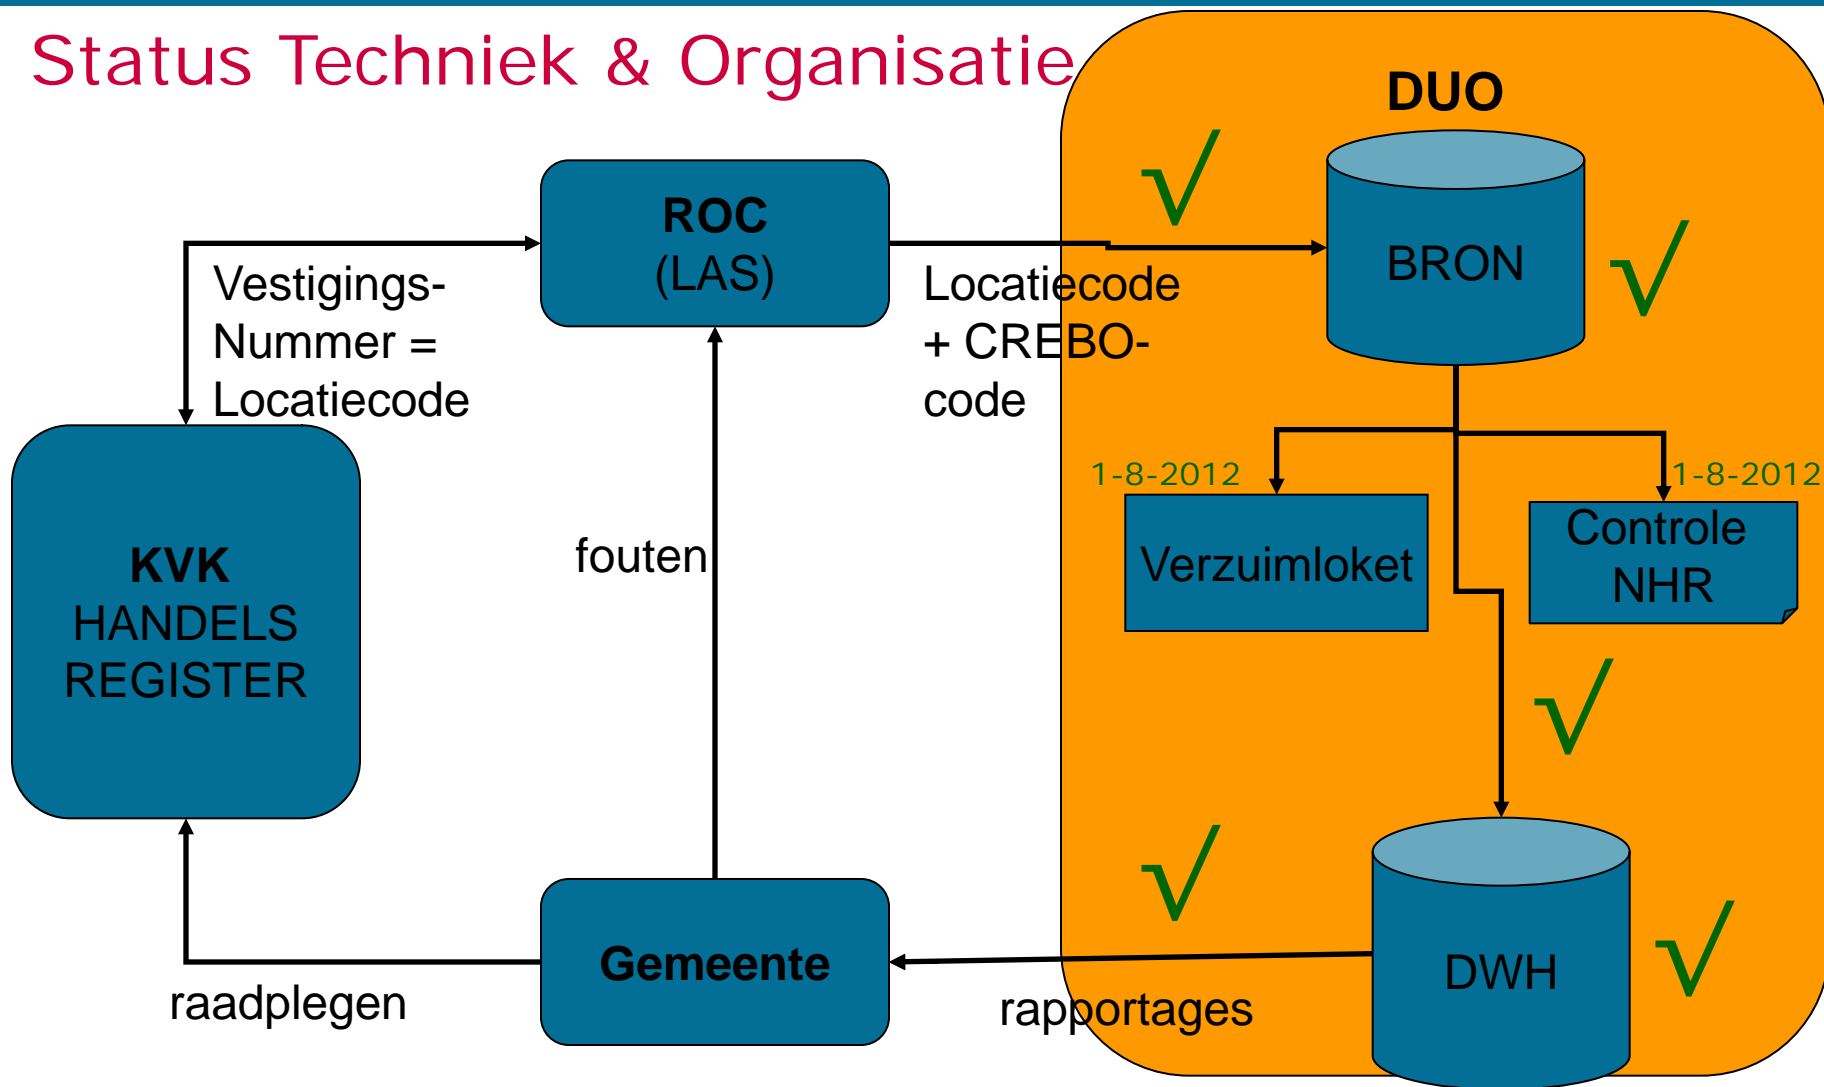 Status Techniek & Organisatie
DUO
ROC
(LAS)
BRON
√
√
Vestigings-
Nummer =
Locatiecode
Locatiecode
+ CREBO-
code
1-8-2012
1-8-2012
KVK
HANDELS
REGISTER
fouten
Verzuimloket
Controle
NHR
√
√
Gemeente
DWH
√
raadplegen
rapportages